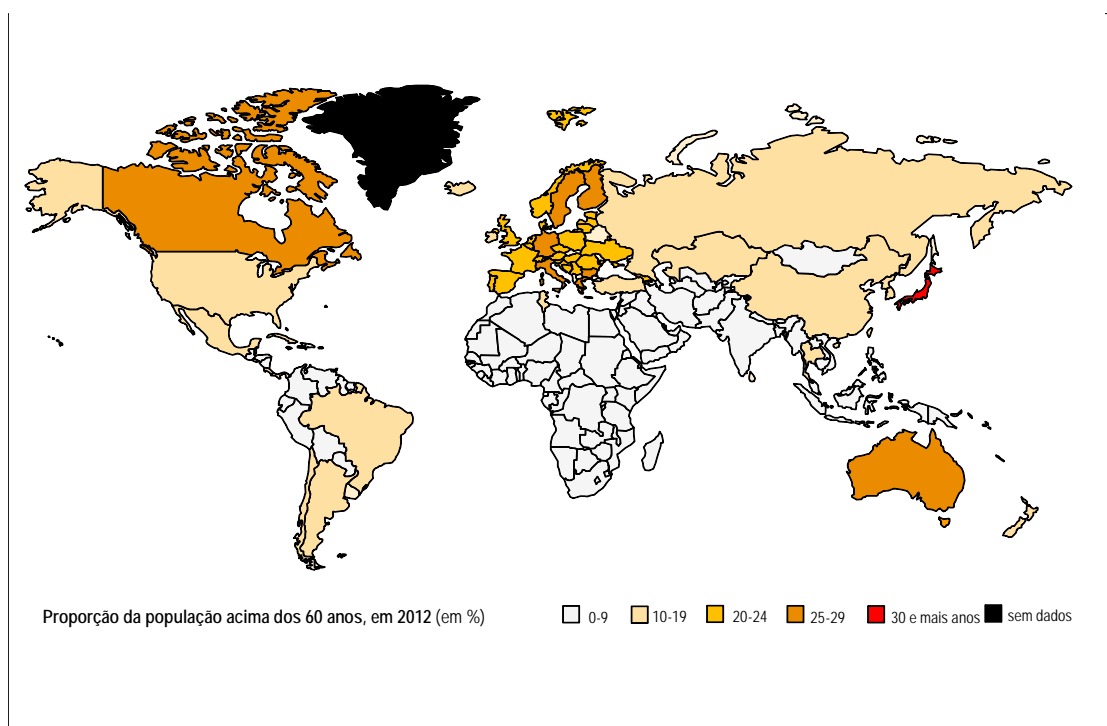 Proporção da população acima dos 60 anos, em 2012 (em %)
0-9
10-19
20-24
25-29
30 e mais anos
sem dados